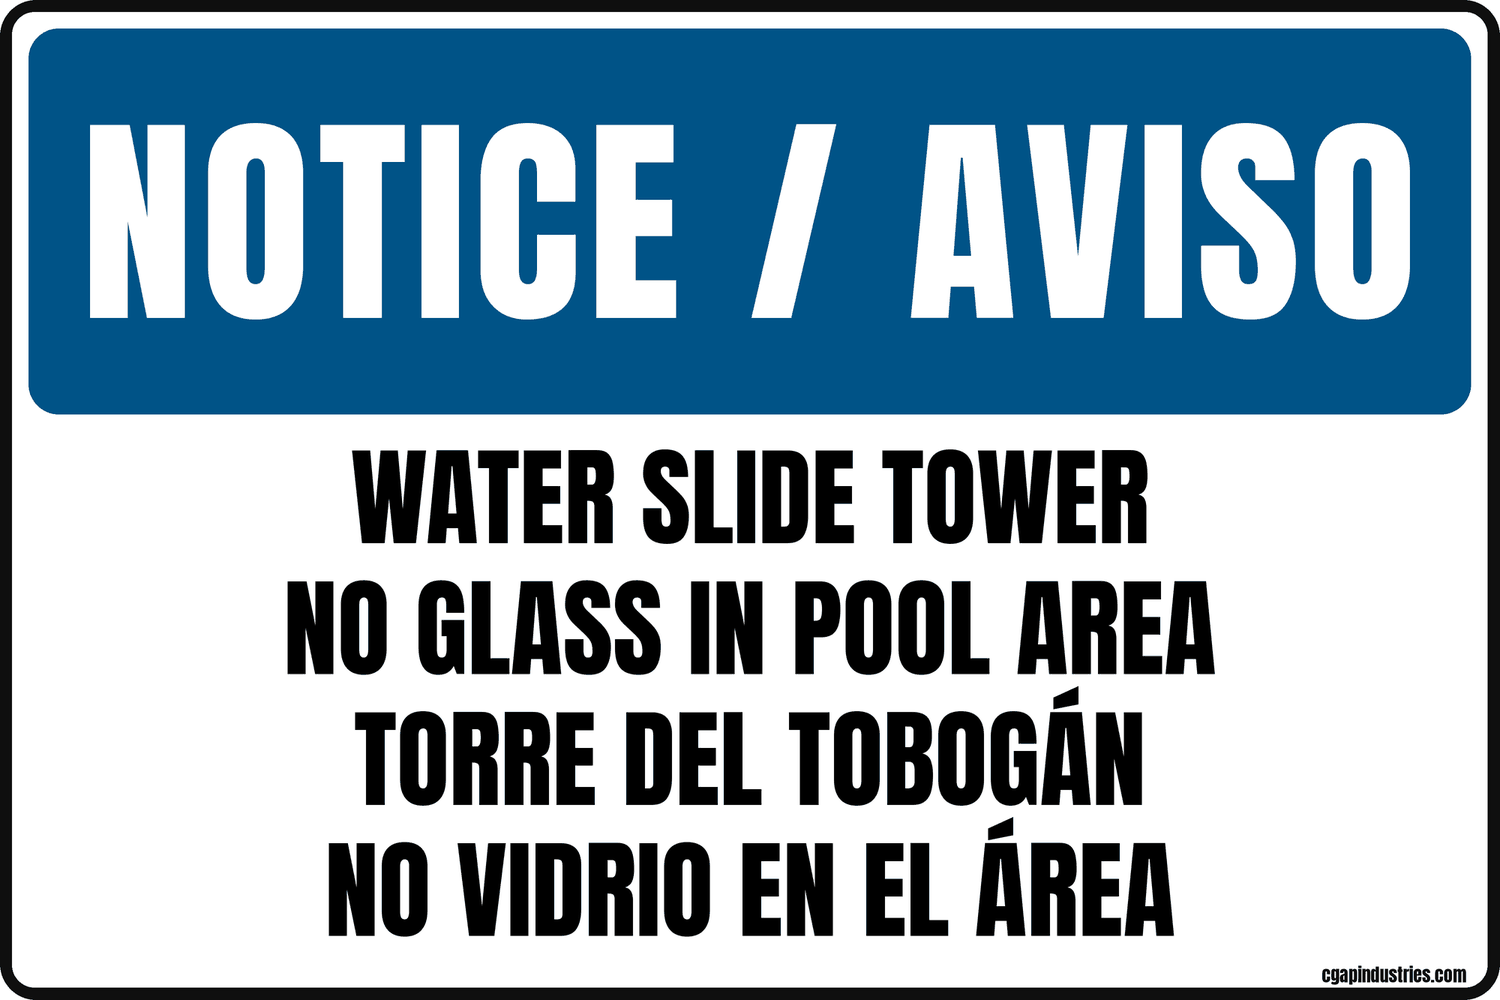 NOTICE / AVISO
WATER SLIDE TOWER
NO GLASS IN POOL AREA
TORRE DEL TOBOGÁN
NO VIDRIO EN EL ÁREA
cgapindustries.com